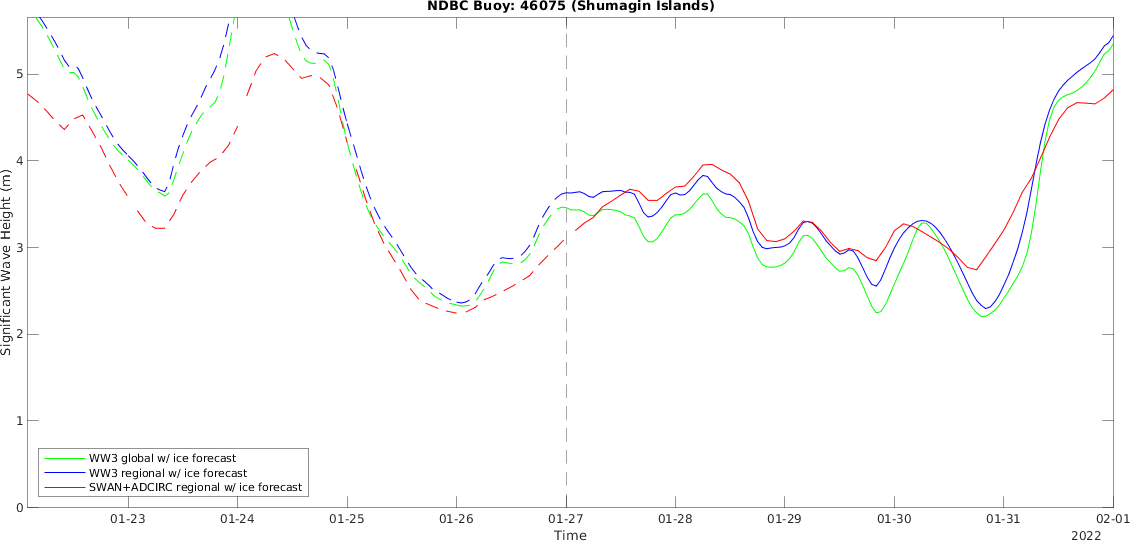 NDBC Buoy: 46075 (Shumagin Islands)
Significant Wave Height (m)
5
4
3
2
1
0
WW3 global w/ ice forecast
WW3 regional w/ ice forecast
SWAN+ADCIRC regional w/ ice forecast
01-23 01-24 01-25 01-26 01-27 01-28 01-29 01-30 01-31 02-01
Time
2022